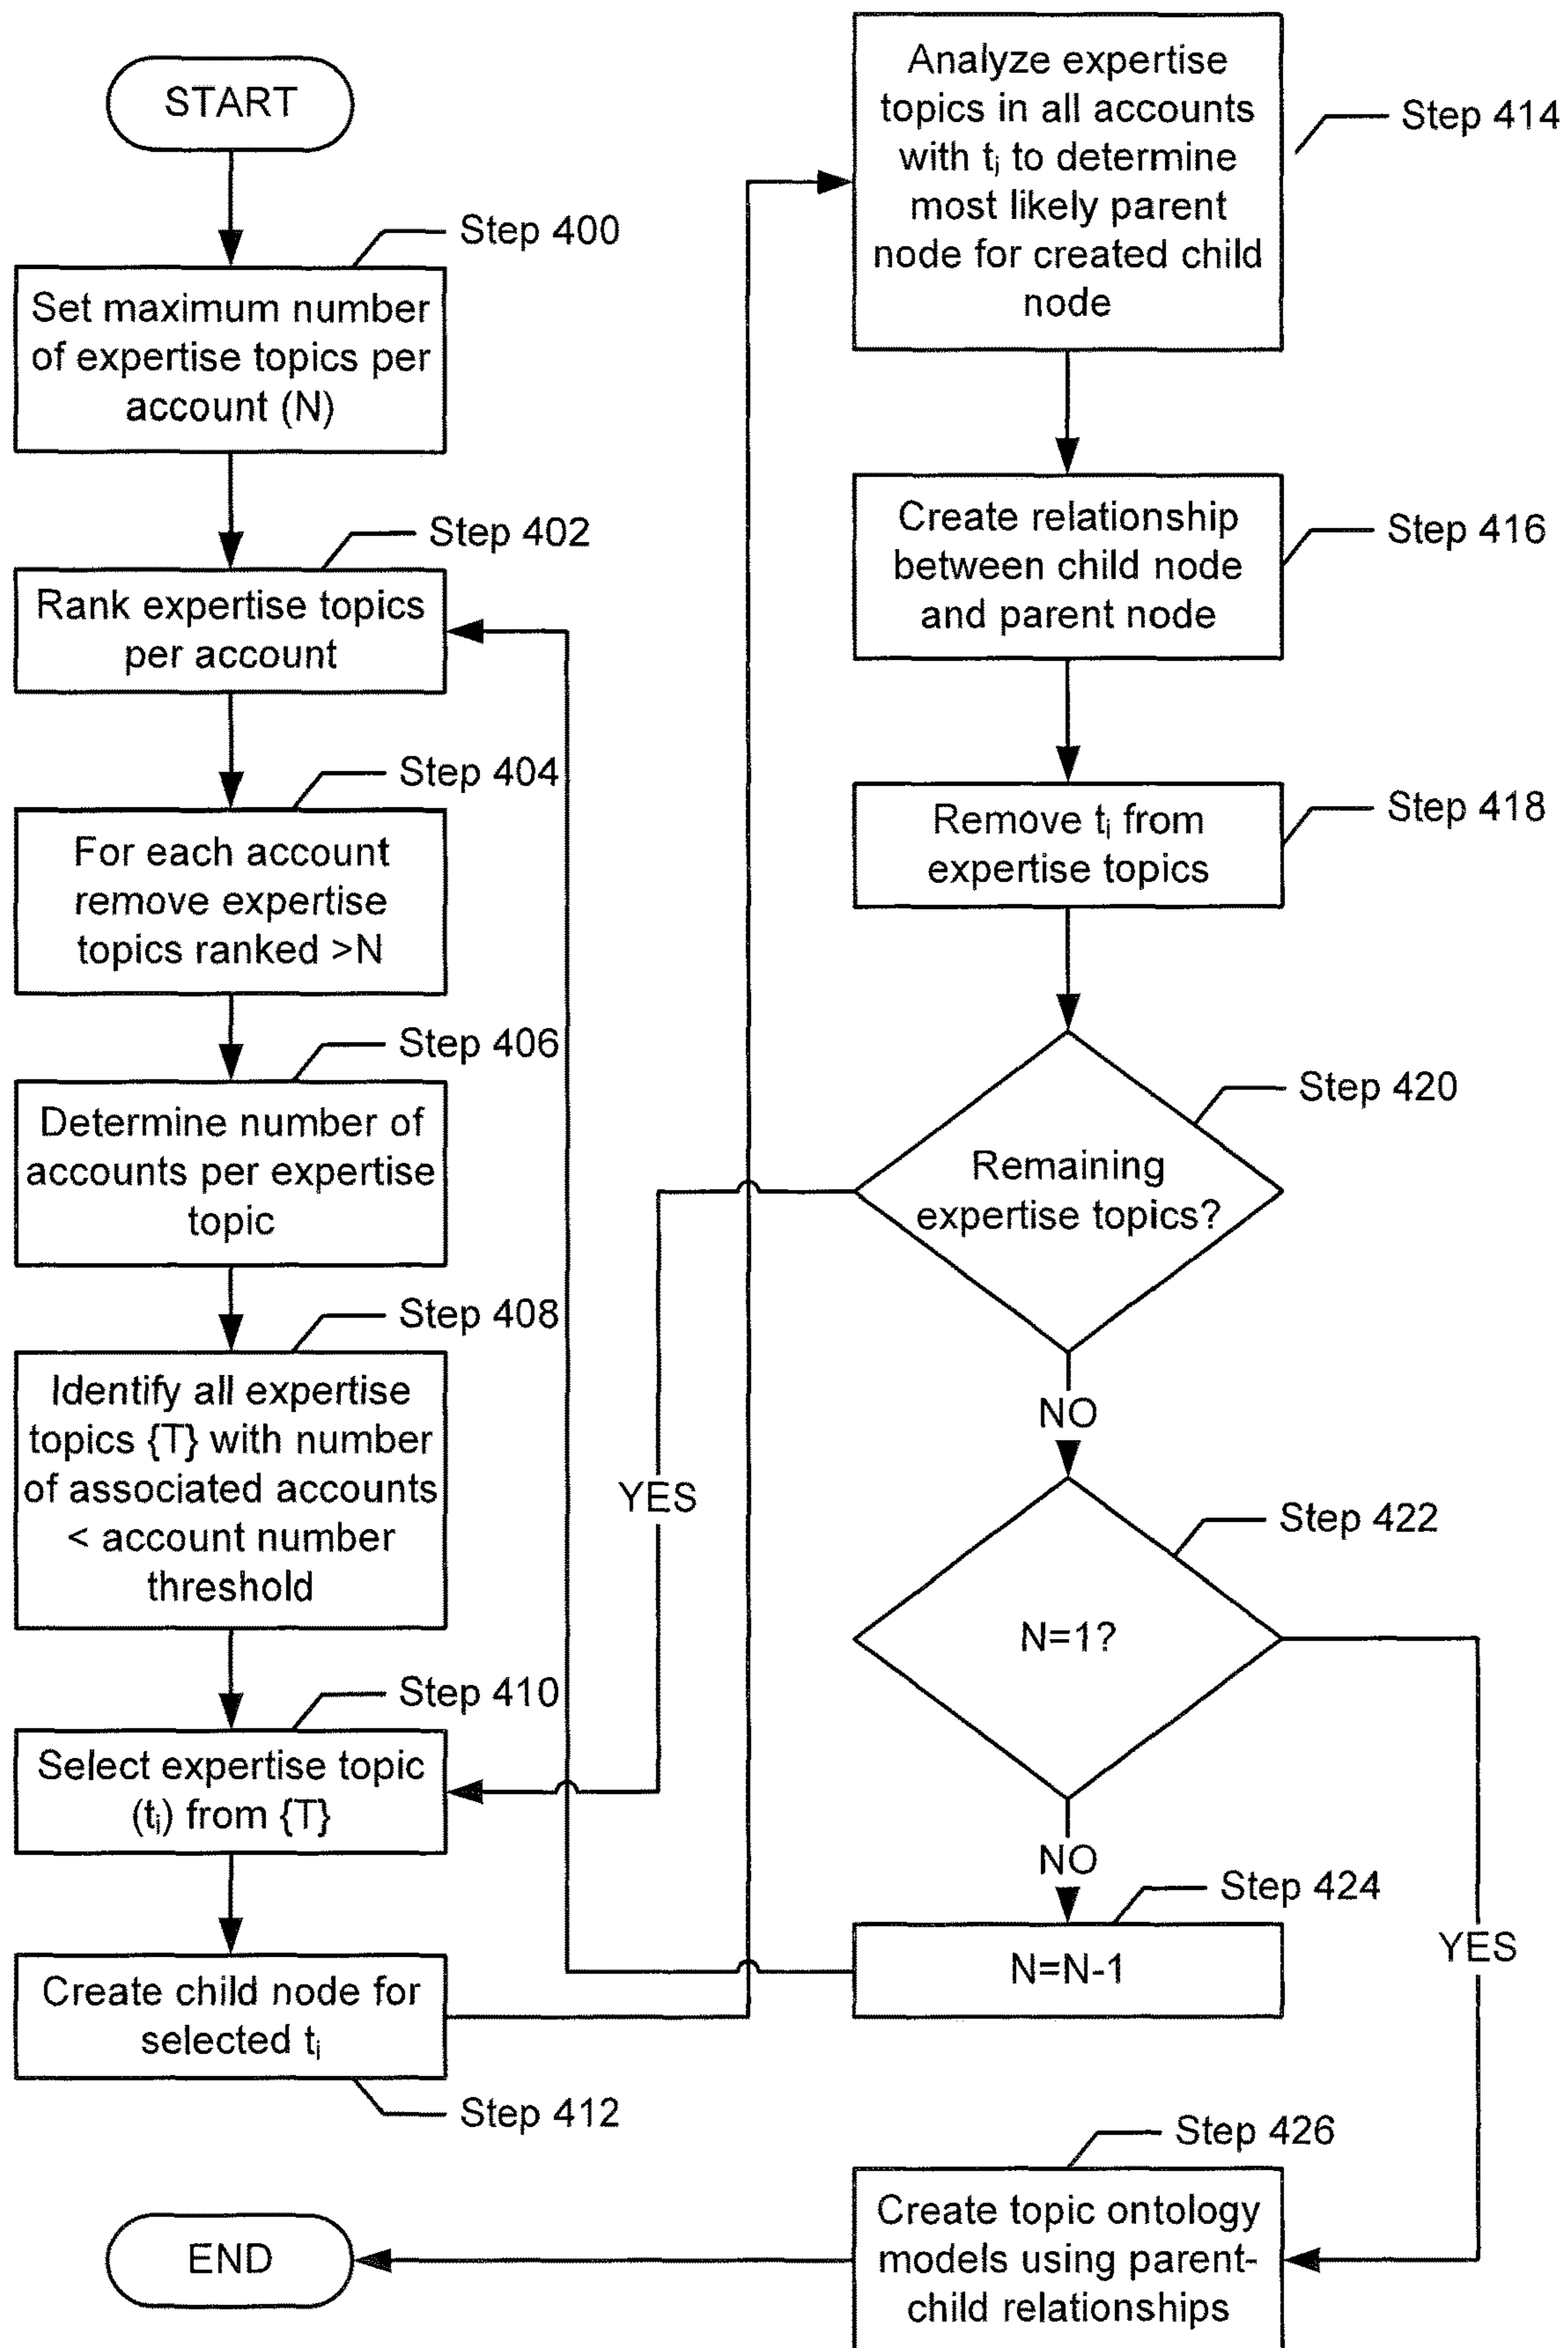 START
Step 400
Set maximum number
of expertise topics per
account (N)
Step 402
Rank expertise topics
per account
Step 404
For each account
remove expertise
topics ranked >N
Step 406
Determine number of
accounts per expertise
topic
Step 408
Identify all expertise
topics {T} with number
of associated accounts
< account number
threshold
Step 410
Select expertise topic
(tⱼ) from {T}
Create child node for
selected tⱼ
Step 412
Analyze expertise
topics in all accounts
with tⱼ to determine
most likely parent
node for created child
node
Step 414
Create relationship
between child node
and parent node
Step 416
Remove tⱼ from
expertise topics
Step 418
Remaining
expertise topics?
Step 420
YES
NO
N=1?
Step 422
NO
YES
Step 424
N=N-1
Step 426
Create topic ontology
models using parent-
child relationships
END